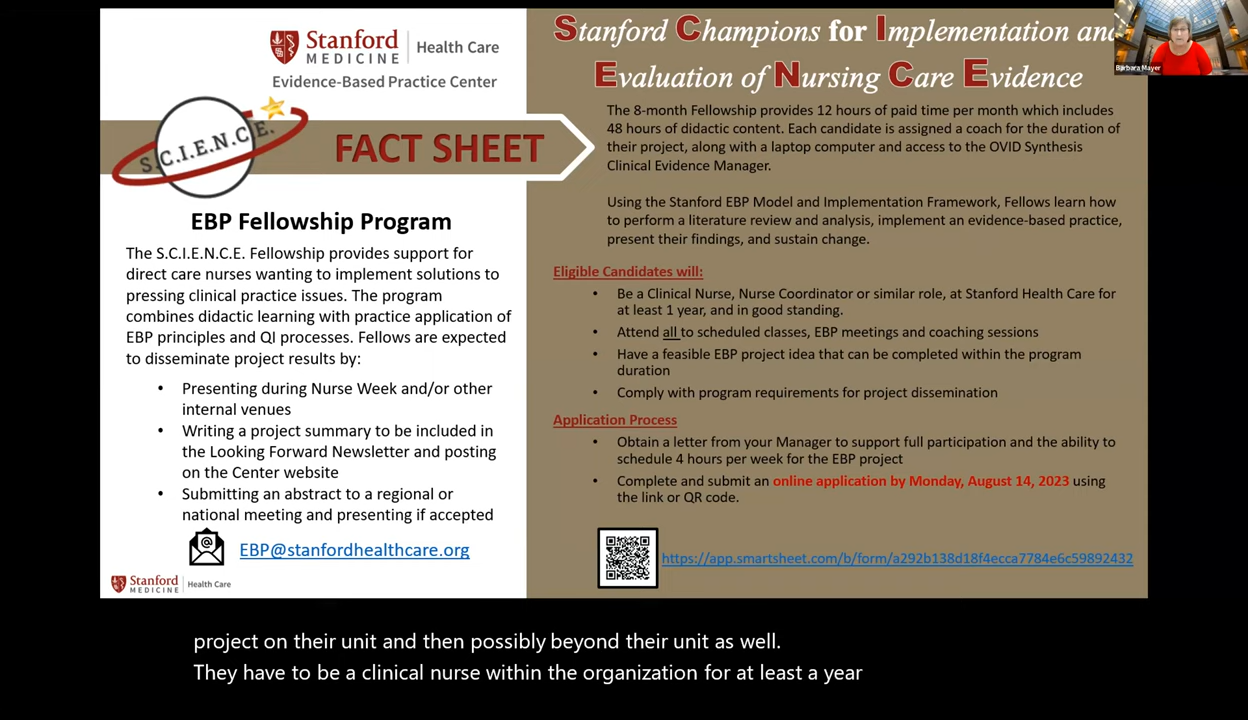 Stanford
MEDICINE
Health Care
Evidence-Based Practice Center
S.C.I.E.N.C.E.
FACT SHEET
EBP Fellowship Program
The S.C.I.E.N.C.E. Fellowship provides support for
direct care nurses wanting to implement solutions to
pressing clinical practice issues. The program
combines didactic learning with practice application of
EBP principles and QI processes. Fellows are expected
to disseminate project results by:
• Presenting during Nurse Week and/or other
internal venues
• Writing a project summary to be included in
the Looking Forward Newsletter and posting
on the Center website
• Submitting an abstract to a regional or
national meeting and presenting if accepted
EBP@stanfordhealthcare.org
Stanford
MEDICINE
Health Care
Stanford Champions for Implementation and
Evaluation of Nursing Care Evidence
Barbara Mayer
The 8-month Fellowship provides 12 hours of paid time per month which includes
48 hours of didactic content. Each candidate is assigned a coach for the duration of
their project, along with a laptop computer and access to the OVID Synthesis
Clinical Evidence Manager.
Using the Stanford EBP Model and Implementation Framework, Fellows learn how
to perform a literature review and analysis, implement an evidence-based practice,
present their findings, and sustain change.
Eligible Candidates will:
• Be a Clinical Nurse, Nurse Coordinator or similar role, at Stanford Health Care for
at least 1 year, and in good standing.
• Attend all to scheduled classes, EBP meetings and coaching sessions
• Have a feasible EBP project idea that can be completed within the program
duration
• Comply with program requirements for project dissemination
Application Process
• Obtain a letter from your Manager to support full participation and the ability to
schedule 4 hours per week for the EBP project
• Complete and submit an online application by Monday, August 14, 2023 using
the link or QR code.
https://app.smartsheet.com/b/form/a292b138d18f4ecca7784e6c59892432
project on their unit and then possibly beyond their unit as well.
They have to be a clinical nurse within the organization for at least a year